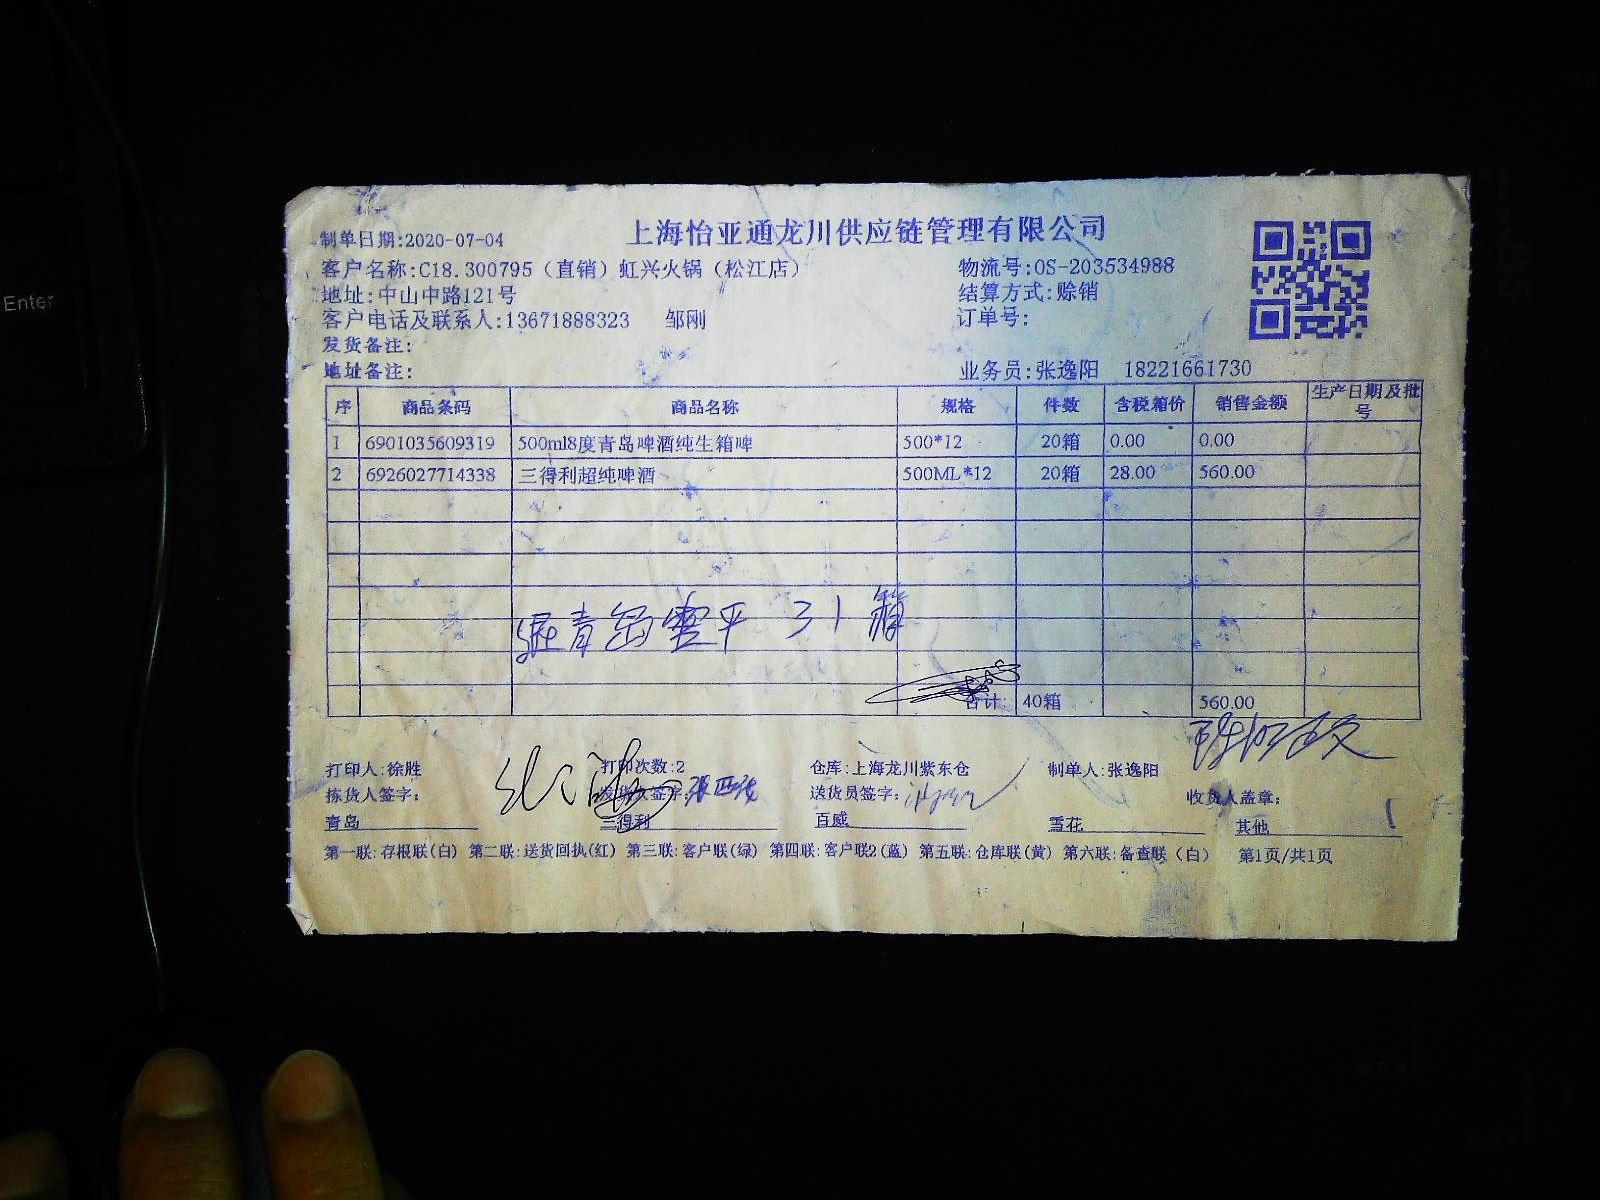 Enter
上海怡亚通龙川供应链管理有限公司
制单日期:2020-07-04
客户名称:C18.300795（直销）虹兴火锅（松江店） 物流号:OS-203534988
地址:中山中路121号 结算方式:赊销
客户电话及联系人:13671888323 邹刚 订单号:
发货备注:
地址备注: 业务员:张逸阳 18221661730
序 商品条码 商品名称 规格 件数 含税箱价 销售金额 生产日期及批号
1 6901035609319 500ml8度青岛啤酒纯生箱啤 500*12 20箱 0.00 0.00
2 6926027714338 三得利超纯啤酒 500ML*12 20箱 28.00 560.00
青岛空平 31箱
合计: 40箱 560.00
打印人:徐胜 打印次数:2 仓库:上海龙川紫东仓 制单人:张逸阳
拣货人签字: 发货人签字: 送货员签字: 收货人盖章:
青岛 三得利 百威 雪花 其他
第一联:存根联(白) 第二联:送货回执(红) 第三联:客户联(绿) 第四联:客户联2(蓝) 第五联:仓库联(黄) 第六联:备查联（白） 第1页/共1页